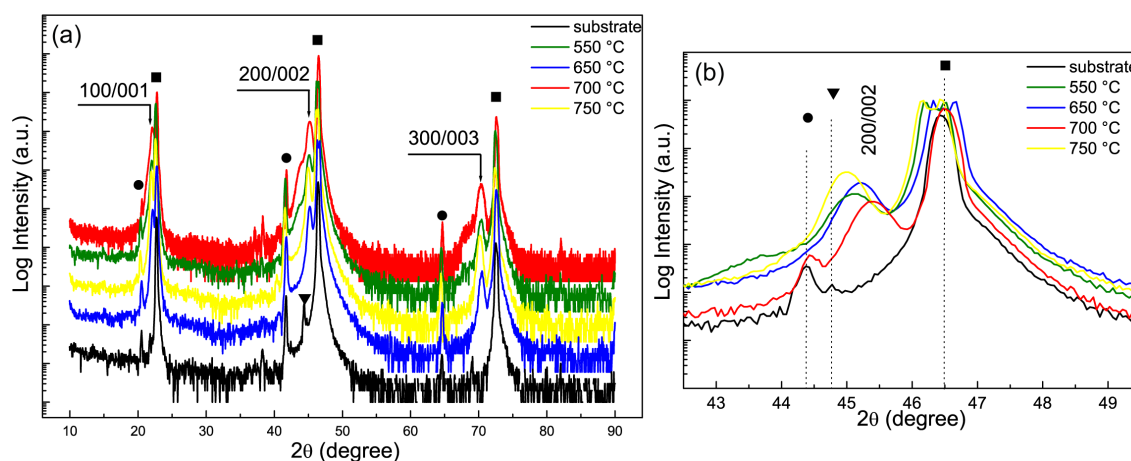 (a)
substrate
550 °C
650 °C
700 °C
750 °C
100/001
200/002
300/003
Log Intensity (a.u.)
10 20 30 40 50 60 70 80 90
2θ (degree)
(b)
substrate
550 °C
650 °C
700 °C
750 °C
200/002
Log Intensity (a.u.)
43 44 45 46 47 48 49
2θ (degree)